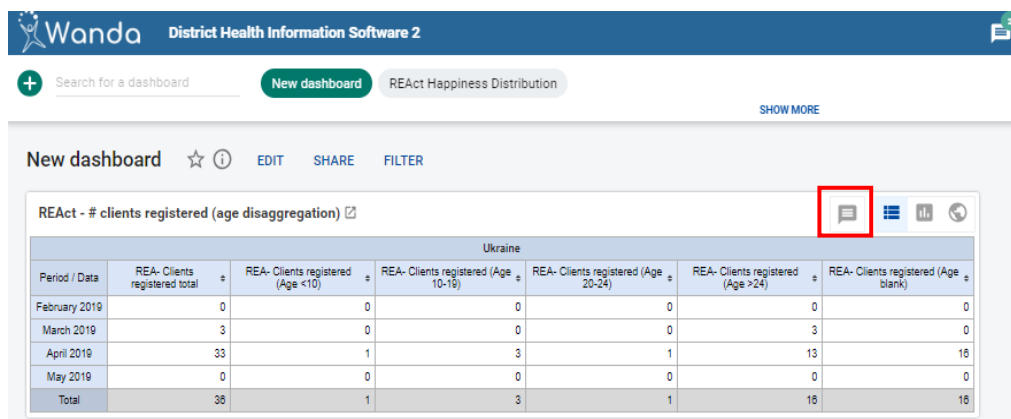 Wanda District Health Information Software 2
Search for a dashboard New dashboard REAct Happiness Distribution
SHOW MORE
New dashboard EDIT SHARE FILTER
REAct - # clients registered (age disaggregation)
Ukraine
Period / Data REA- Clients registered total REA- Clients registered (Age <10) REA- Clients registered (Age 10-19) REA- Clients registered (Age 20-24) REA- Clients registered (Age >24) REA- Clients registered (Age blank)
February 2019 0 0 0 0 0 0
March 2019 3 0 0 0 3 0
April 2019 33 1 3 1 13 16
May 2019 0 0 0 0 0 0
Total 36 1 3 1 16 16